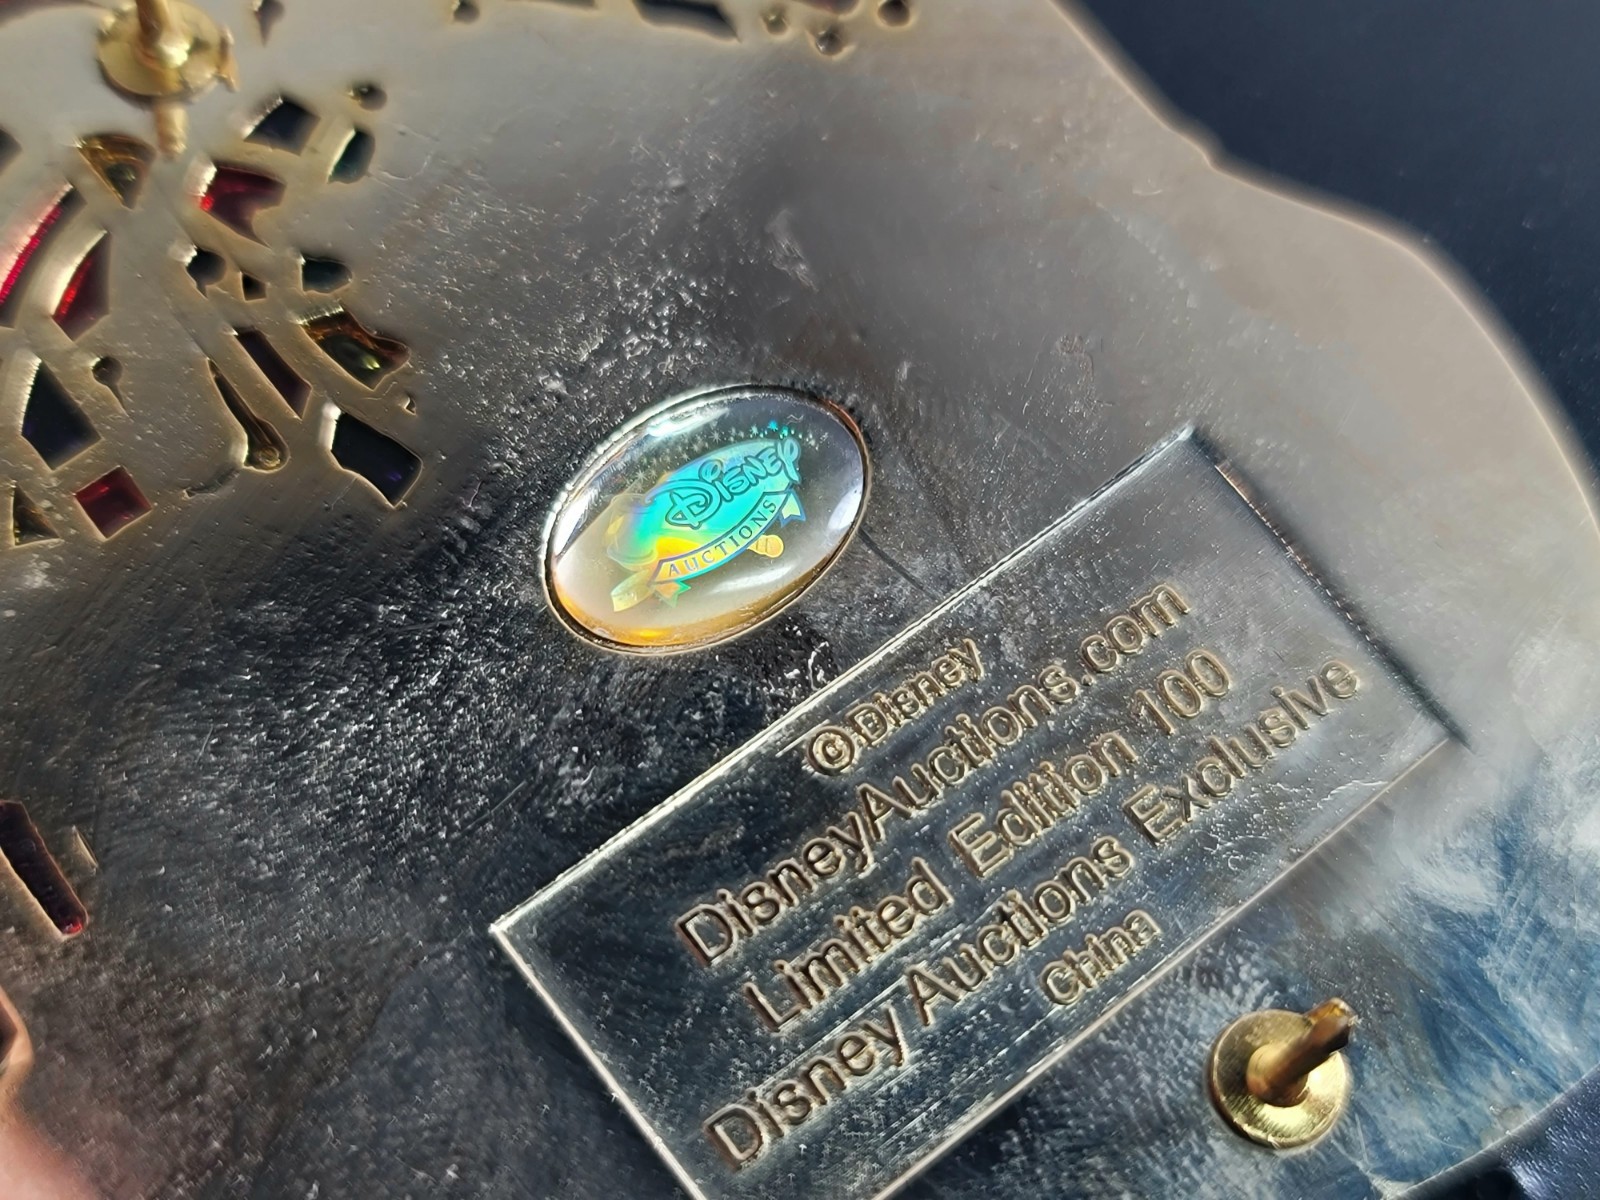 Disney
AUCTIONS
©Disney
DisneyAuctions.com
Limited Edition 100
Disney Auctions Exclusive
China